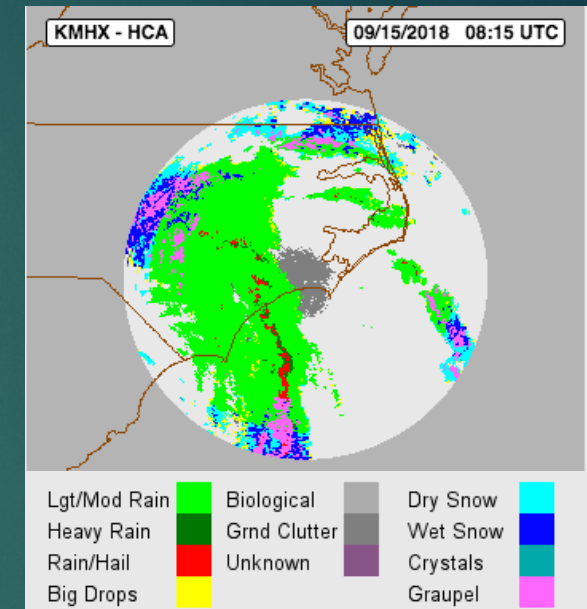 KMHX - HCA 09/15/2018 08:15 UTC
Lgt/Mod Rain Biological Dry Snow
Heavy Rain Grnd Clutter Wet Snow
Rain/Hail Unknown Crystals
Big Drops Graupel